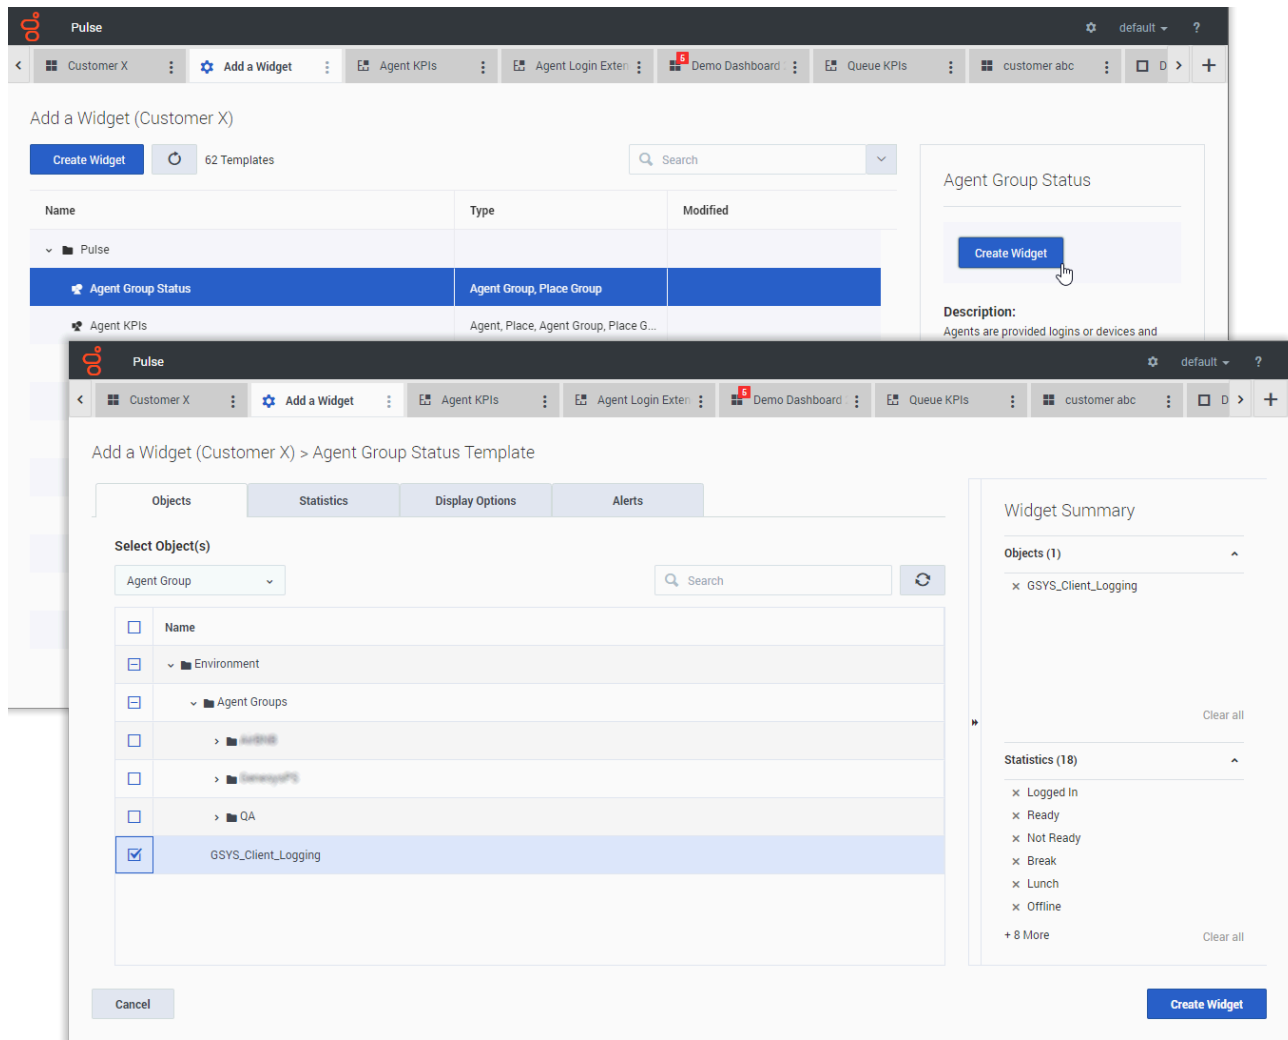 Pulse
default
?
Customer X
Add a Widget
Agent KPIs
Agent Login Exten
5
Demo Dashboard
Queue KPIs
customer abc
D
+
Add a Widget (Customer X)
Create Widget
62 Templates
Search
Name
Type
Modified
Pulse
Agent Group Status
Agent Group, Place Group
Agent KPIs
Agent, Place, Agent Group, Place G...
Agent Group Status
Create Widget
Description:
Agents are provided logins or devices and
Pulse
default
?
Customer X
Add a Widget
Agent KPIs
Agent Login Exten
5
Demo Dashboard
Queue KPIs
customer abc
D
+
Add a Widget (Customer X) > Agent Group Status Template
Objects
Statistics
Display Options
Alerts
Select Object(s)
Agent Group
Search
Name
Environment
Agent Groups
QA
GSYS_Client_Logging
Cancel
Widget Summary
Objects (1)
GSYS_Client_Logging
Clear all
Statistics (18)
Logged In
Ready
Not Ready
Break
Lunch
Offline
+ 8 More
Clear all
Create Widget